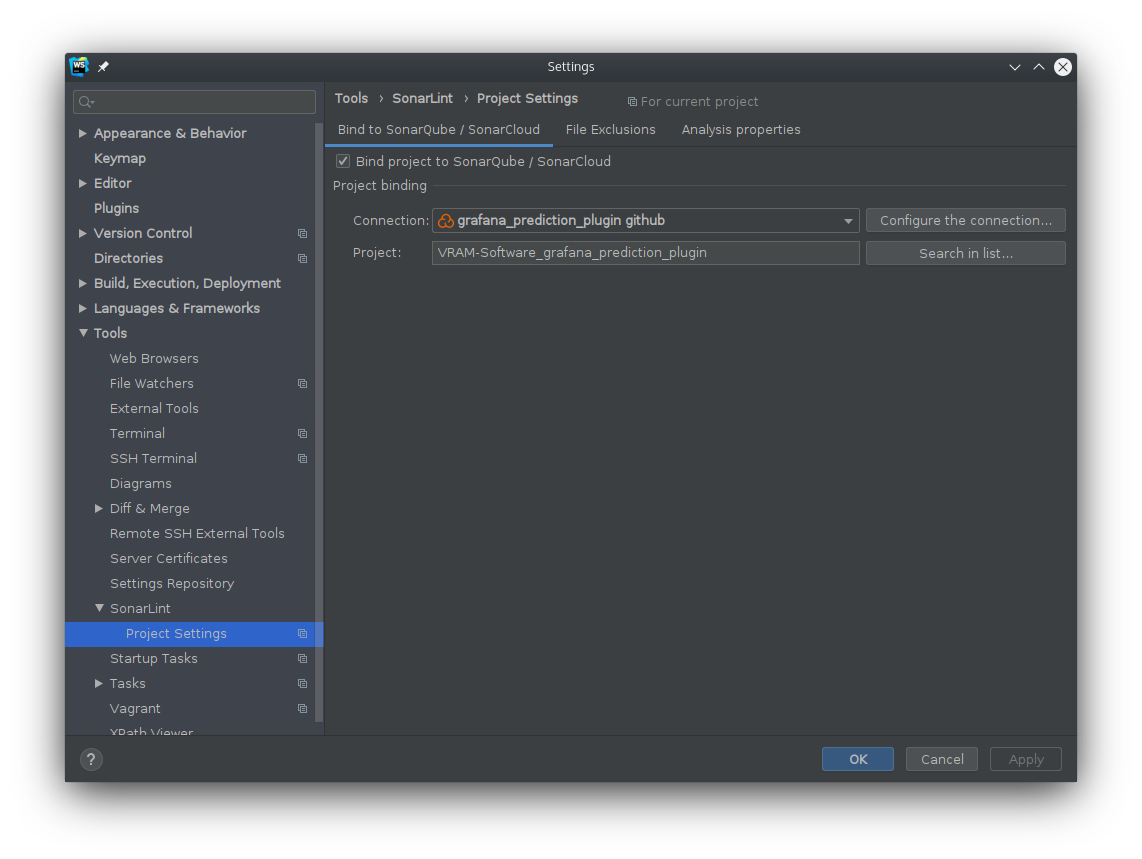 WS
Settings
Appearance & Behavior
Keymap
Editor
Plugins
Version Control
Directories
Build, Execution, Deployment
Languages & Frameworks
Tools
Web Browsers
File Watchers
External Tools
Terminal
SSH Terminal
Diagrams
Diff & Merge
Remote SSH External Tools
Server Certificates
Settings Repository
SonarLint
Project Settings
Startup Tasks
Tasks
Vagrant
XPath Viewer
Tools › SonarLint › Project Settings For current project
Bind to SonarQube / SonarCloud File Exclusions Analysis properties
Bind project to SonarQube / SonarCloud
Project binding
Connection: grafana_prediction_plugin github Configure the connection...
Project: VRAM-Software_grafana_prediction_plugin Search in list...
? OK Cancel Apply